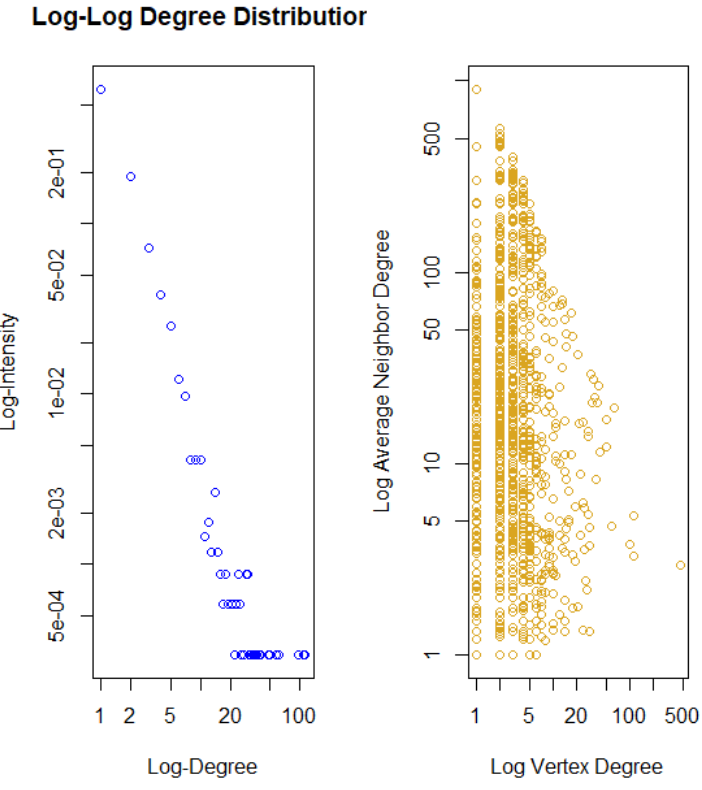 Log-Log Degree Distribution
Log-Intensity
2e-01
5e-02
1e-02
2e-03
5e-04
1 2 5 20 100
Log-Degree
Log Average Neighbor Degree
500
100
50
10
5
1
1 5 20 100 500
Log Vertex Degree